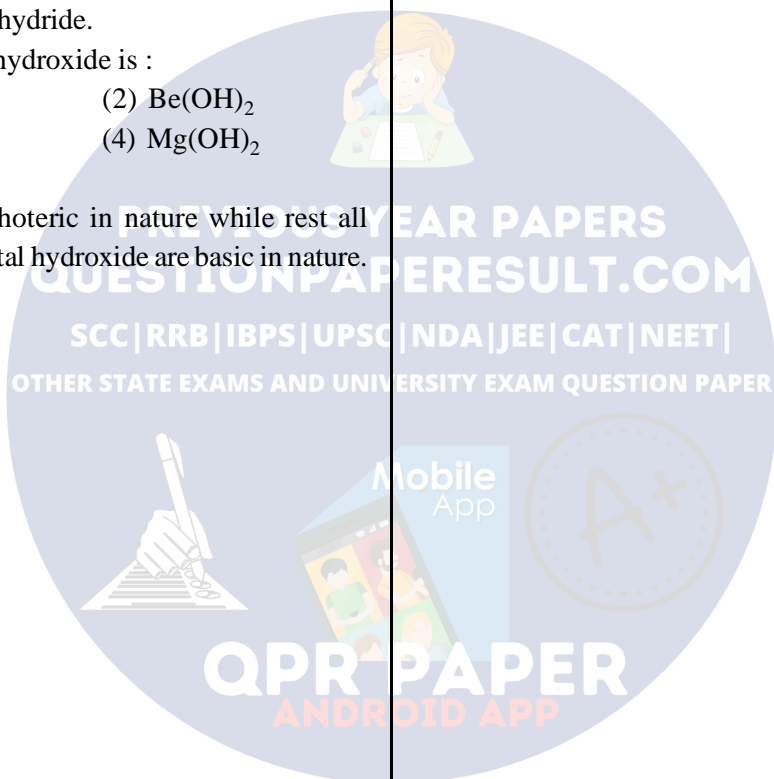 hydride.
hydroxide is :
(2) Be(OH)₂
(4) Mg(OH)₂
hoteric in nature while rest all
tal hydroxide are basic in nature.
PREVIOUS YEAR PAPERS
QUESTIONPAPERESULT.COM
SCC|RRB|IBPS|UPSC|NDA|JEE|CAT|NEET|
OTHER STATE EXAMS AND UNIVERSITY EXAM QUESTION PAPER
Mobile
App
A+
QPR PAPER
ANDROID APP